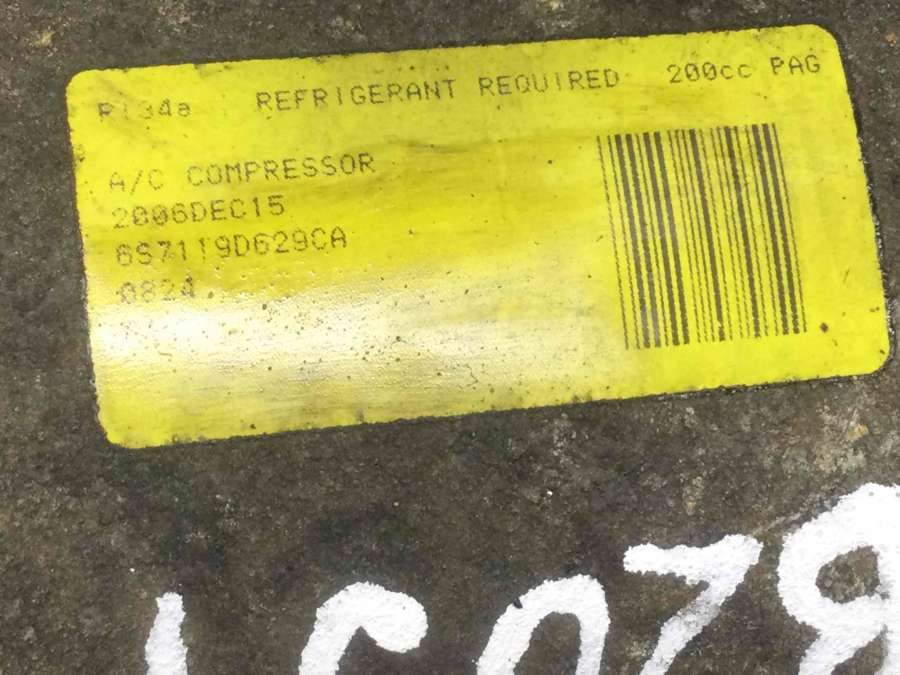 R134a REFRIGERANT REQUIRED 200cc PAG
A/C COMPRESSOR
2006DEC15
6S7119D629CA
0824